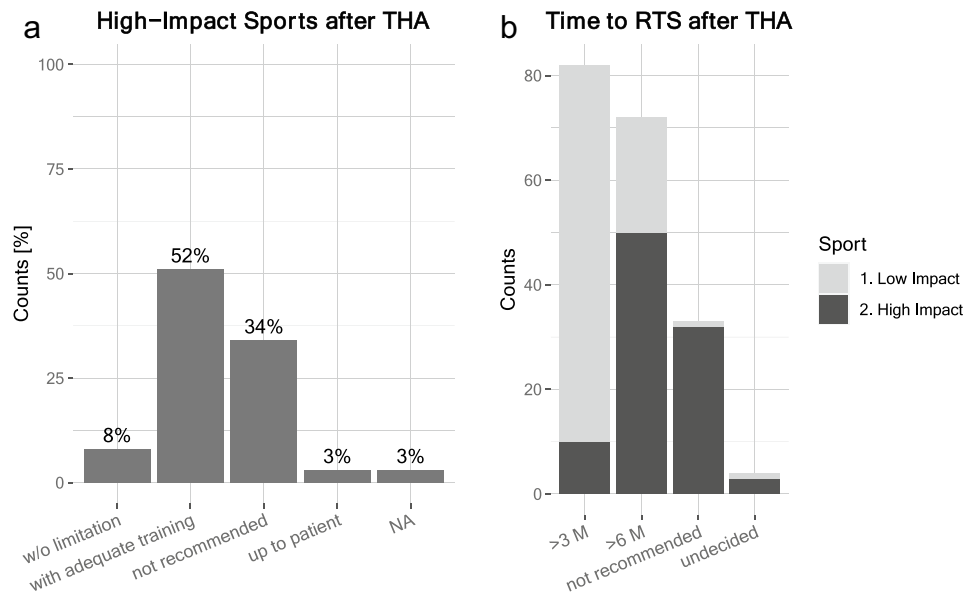 a
High-Impact Sports after THA
Counts [%]
100
75
50
25
0
8%
52%
34%
3%
3%
w/o limitation
with adequate training
not recommended
up to patient
NA
b
Time to RTS after THA
Counts
80
60
40
20
0
>3 M
>6 M
not recommended
undecided
Sport
1. Low Impact
2. High Impact